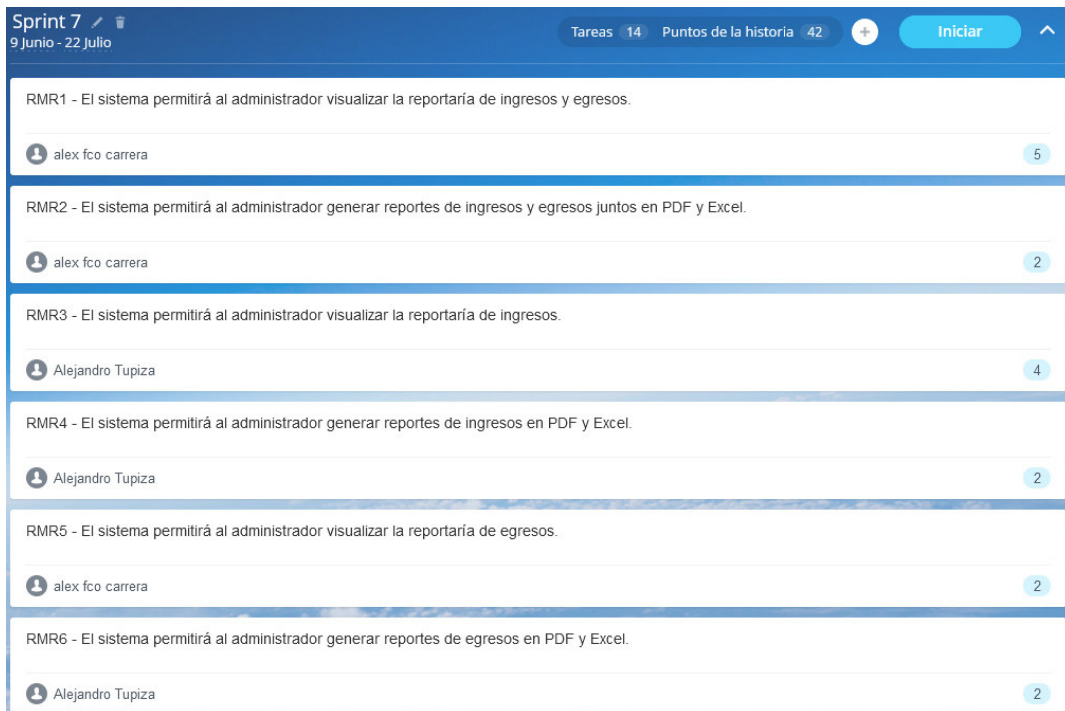 Sprint 7
9 Junio - 22 Julio
Tareas 14 Puntos de la historia 42 + Iniciar
RMR1 - El sistema permitirá al administrador visualizar la reportaría de ingresos y egresos.
alex fco carrera 5
RMR2 - El sistema permitirá al administrador generar reportes de ingresos y egresos juntos en PDF y Excel.
alex fco carrera 2
RMR3 - El sistema permitirá al administrador visualizar la reportaría de ingresos.
Alejandro Tupiza 4
RMR4 - El sistema permitirá al administrador generar reportes de ingresos en PDF y Excel.
Alejandro Tupiza 2
RMR5 - El sistema permitirá al administrador visualizar la reportaría de egresos.
alex fco carrera 2
RMR6 - El sistema permitirá al administrador generar reportes de egresos en PDF y Excel.
Alejandro Tupiza 2